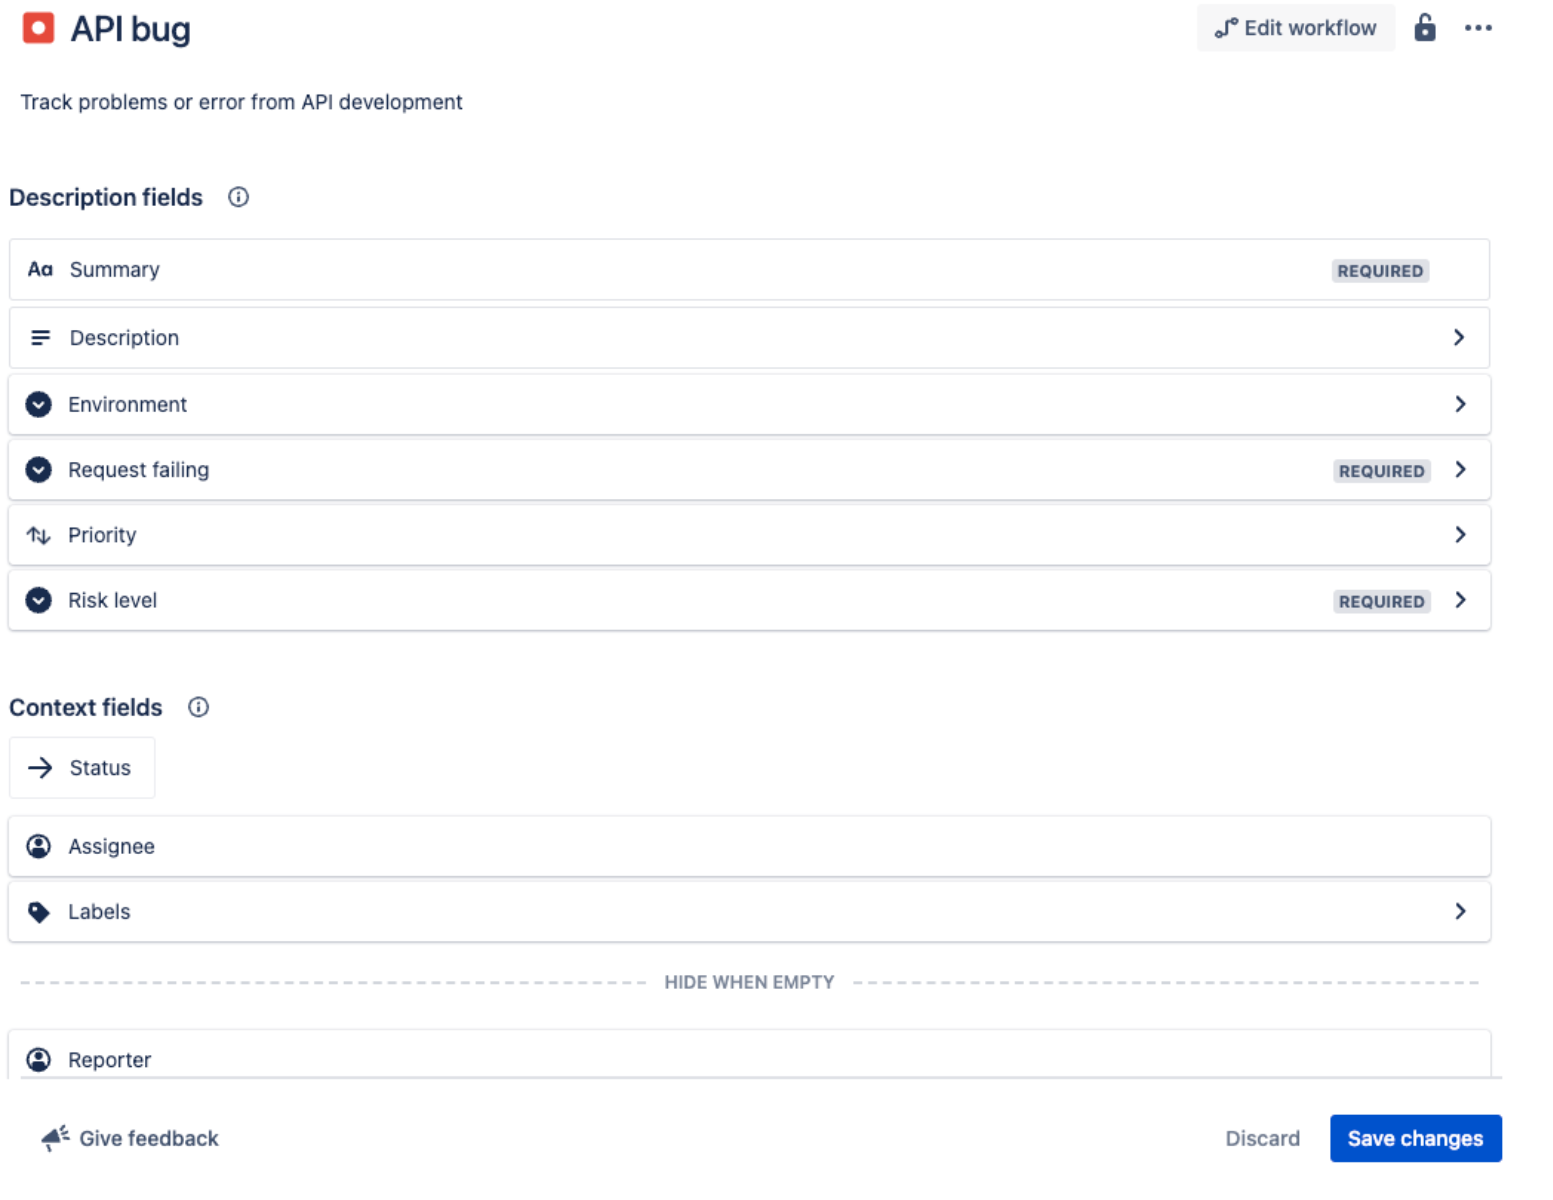 API bug
Edit workflow
Track problems or error from API development
Description fields
Aa Summary REQUIRED
Description
Environment
Request failing REQUIRED
Priority
Risk level REQUIRED
Context fields
Status
Assignee
Labels
HIDE WHEN EMPTY
Reporter
Give feedback
Discard
Save changes